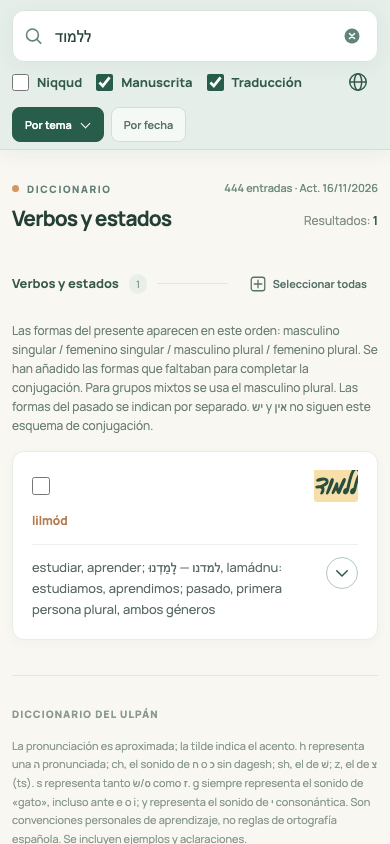 ללמוד
Niqqud Manuscrita Traducción
Por tema Por fecha
DICCIONARIO 444 entradas · Act. 16/11/2026
Verbos y estados Resultados: 1
Verbos y estados 1 Seleccionar todas
Las formas del presente aparecen en este orden: masculino
singular / femenino singular / masculino plural / femenino plural. Se
han añadido las formas que faltaban para completar la
conjugación. Para grupos mixtos se usa el masculino plural. Las
formas del pasado se indican por separado. יש y אין no siguen este
esquema de conjugación.
ללמוד
lilmód
estudiar, aprender; לָמַדְנוּ — למדנו, lamádnu:
estudiamos, aprendimos; pasado, primera
persona plural, ambos géneros
DICCIONARIO DEL ULPÁN
La pronunciación es aproximada; la tilde indica el acento. h representa
una ה pronunciada; ch, el sonido de ח o כ sin dagesh; sh, el de שׁ; z, el de צ
(ts). s representa tanto ס/שׂ como ז. g siempre representa el sonido de
«gato», incluso ante e o i; y representa el sonido de י consonántica. Son
convenciones personales de aprendizaje, no reglas de ortografía
española. Se incluyen ejemplos y aclaraciones.